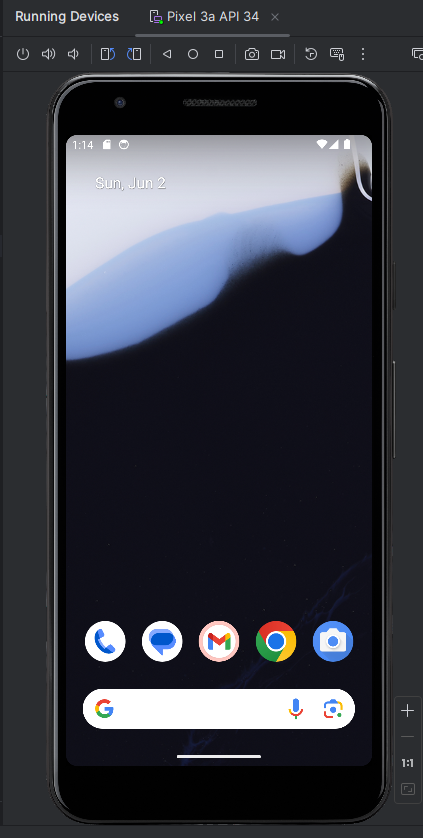 Running Devices
Pixel 3a API 34
1:14
Sun, Jun 2
1:1